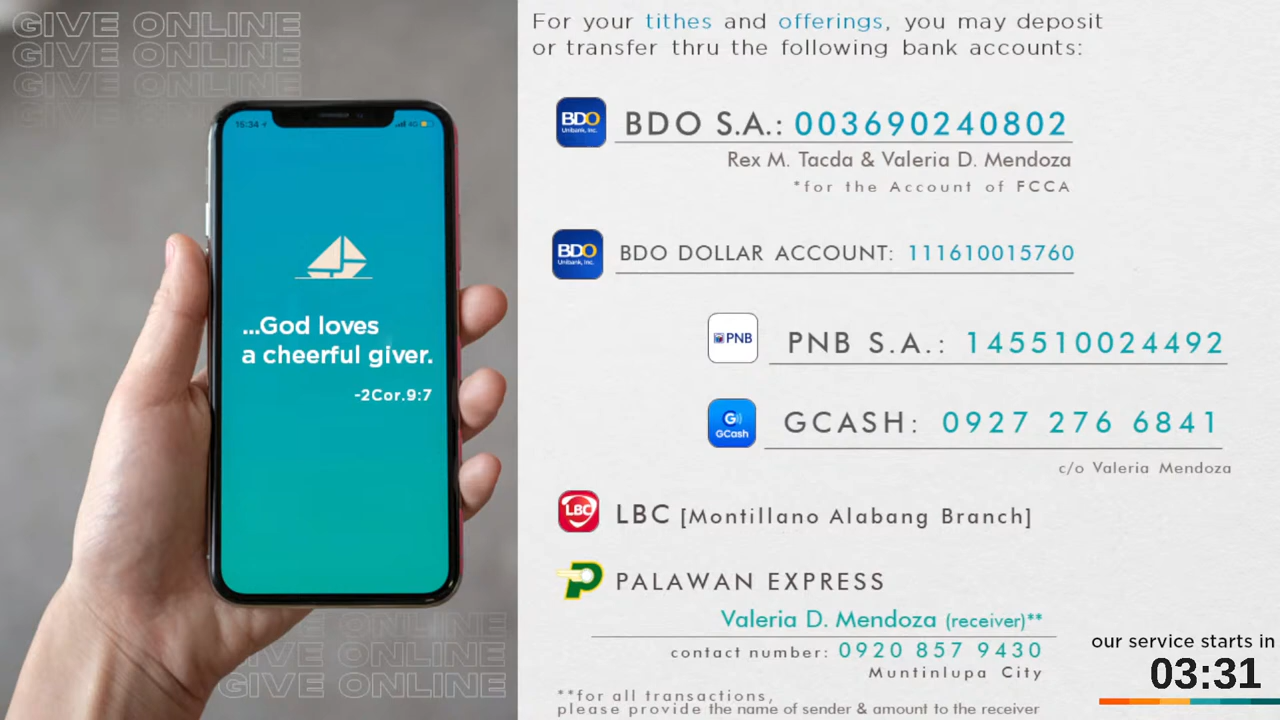 GIVE ONLINE
GIVE ONLINE
GIVE ONLINE
GIVE ONLINE
15:34
4G
...God loves
a cheerful giver.
-2Cor.9:7
GIVE ONLINE
GIVE ONLINE
GIVE ONLINE
For your tithes and offerings, you may deposit
or transfer thru the following bank accounts:
BDO
Unibank, Inc.
BDO S.A.: 003690240802
Rex M. Tacda & Valeria D. Mendoza
*for the Account of FCCA
BDO
Unibank, Inc.
BDO DOLLAR ACCOUNT: 111610015760
PNB
PNB S.A.: 145510024492
G
GCash
GCASH: 0927 276 6841
c/o Valeria Mendoza
LBC
LBC [Montillano Alabang Branch]
P
PALAWAN EXPRESS
Valeria D. Mendoza (receiver)**
contact number: 0920 857 9430
Muntinlupa City
**for all transactions,
please provide the name of sender & amount to the receiver
our service starts in
03:31